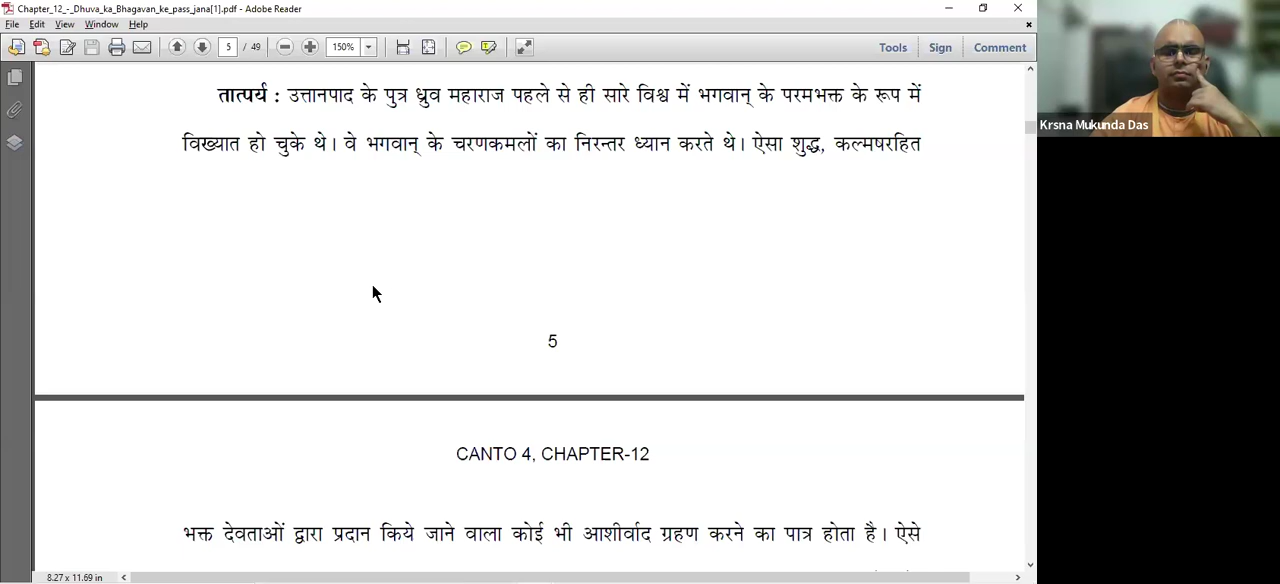 Chapter_12_-_Dhuva_ka_Bhagavan_ke_pass_jana[1].pdf - Adobe Reader
File Edit View Window Help
5 / 49 150% Tools Sign Comment
तात्पर्य : उत्तानपाद के पुत्र ध्रुव महाराज पहले से ही सारे विश्व में भगवान् के परमभक्त के रूप में
विख्यात हो चुके थे। वे भगवान् के चरणकमलों का निरन्तर ध्यान करते थे। ऐसा शुद्ध, कल्मषरहित
5
CANTO 4, CHAPTER-12
भक्त देवताओं द्वारा प्रदान किये जाने वाला कोई भी आशीर्वाद ग्रहण करने का पात्र होता है। ऐसे
8.27 x 11.69 in
Krsna Mukunda Das